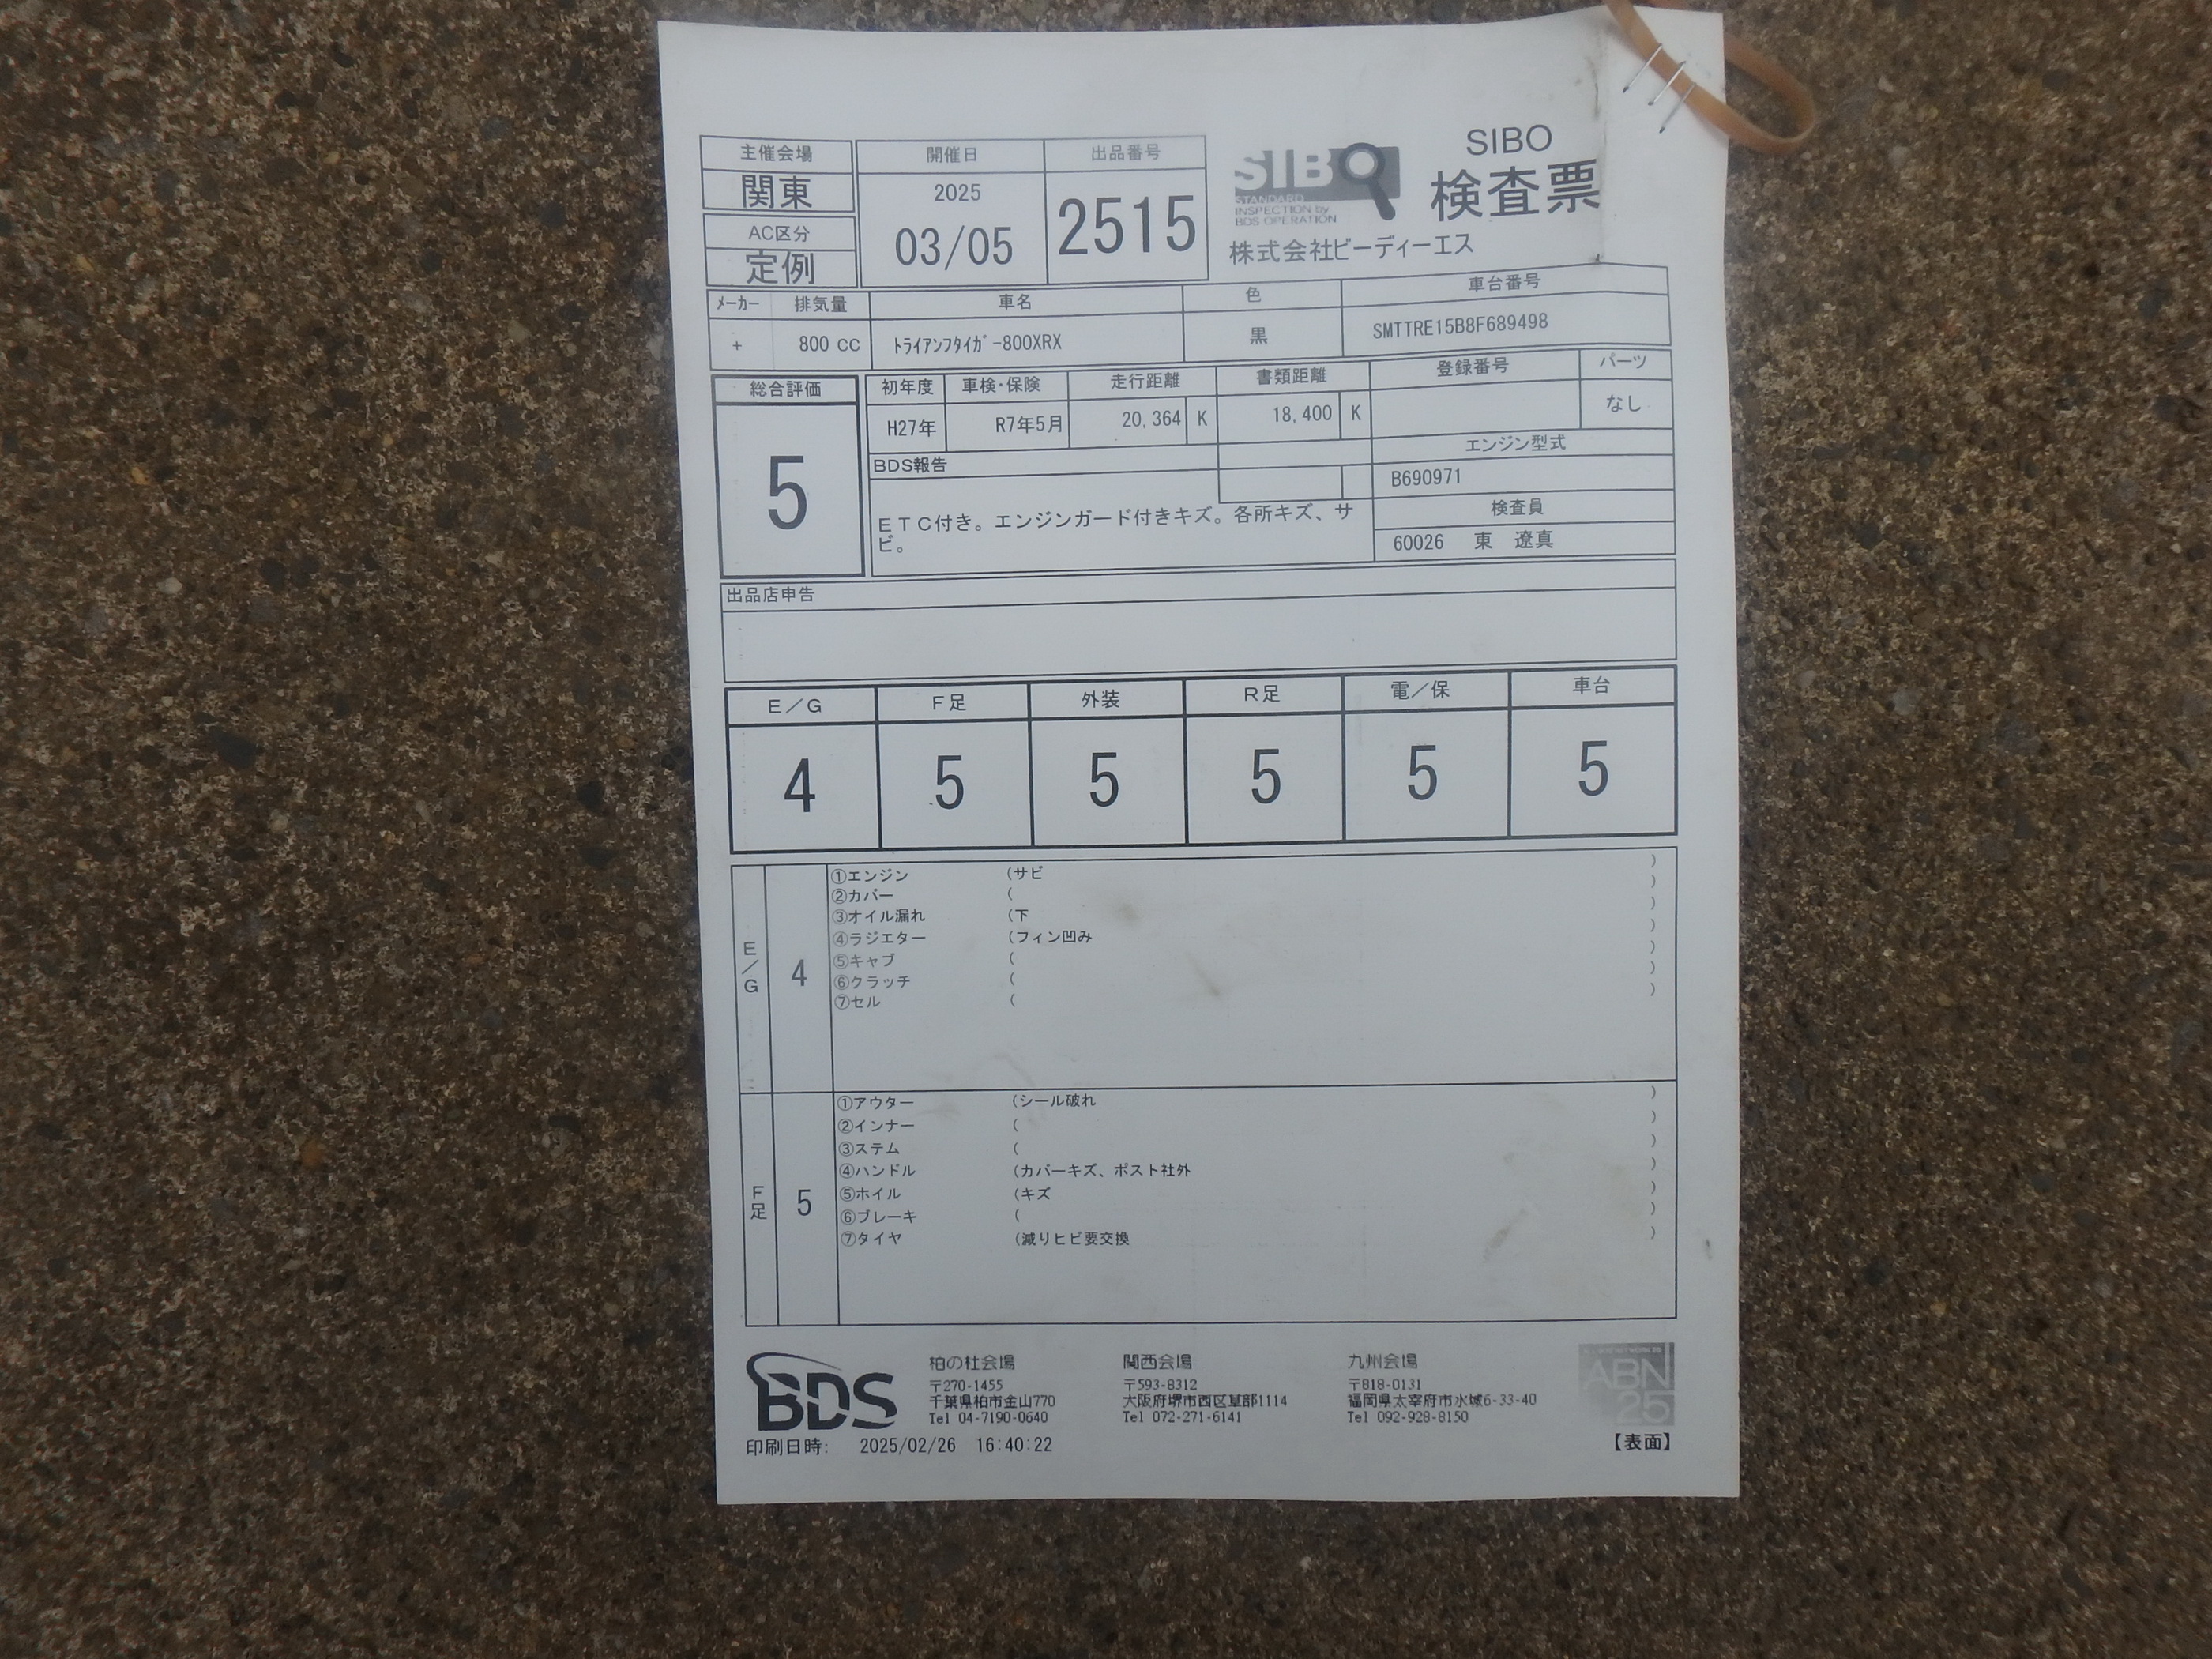 主催会場
関東
AC区分
定例
開催日
2025
03/05
出品番号
2515
SIBO
STANDARD
INSPECTION by
BDS OPERATION
SIBO
検査票
株式会社ビーディーエス
メーカー 排気量 車名 色 車台番号
+ 800 CC トライアンフタイガー800XRX 黒 SMTTRE15B8F689498
総合評価
5
初年度 車検・保険 走行距離 書類距離 登録番号 パーツ
H27年 R7年5月 20,364 K 18,400 K なし
BDS報告
ETC付き。エンジンガード付きキズ。各所キズ、サ
ビ。
エンジン型式
B690971
検査員
60026 東 遼真
出品店申告
E/G F足 外装 R足 電/保 車台
4 5 5 5 5 5
E/G
4
①エンジン (サビ )
②カバー ( )
③オイル漏れ (下 )
④ラジエター (フィン凹み )
⑤キャブ ( )
⑥クラッチ ( )
⑦セル ( )
F足
5
①アウター (シール破れ )
②インナー ( )
③ステム ( )
④ハンドル (カバーキズ、ポスト社外 )
⑤ホイル (キズ )
⑥ブレーキ ( )
⑦タイヤ (減りヒビ要交換 )
BDS
柏の杜会場
〒270-1455
千葉県柏市金山770
Tel 04-7190-0640
関西会場
〒593-8312
大阪府堺市西区草部1114
Tel 072-271-6141
九州会場
〒818-0131
福岡県太宰府市水城6-33-40
Tel 092-928-8150
ABN
25
印刷日時: 2025/02/26 16:40:22
【表面】